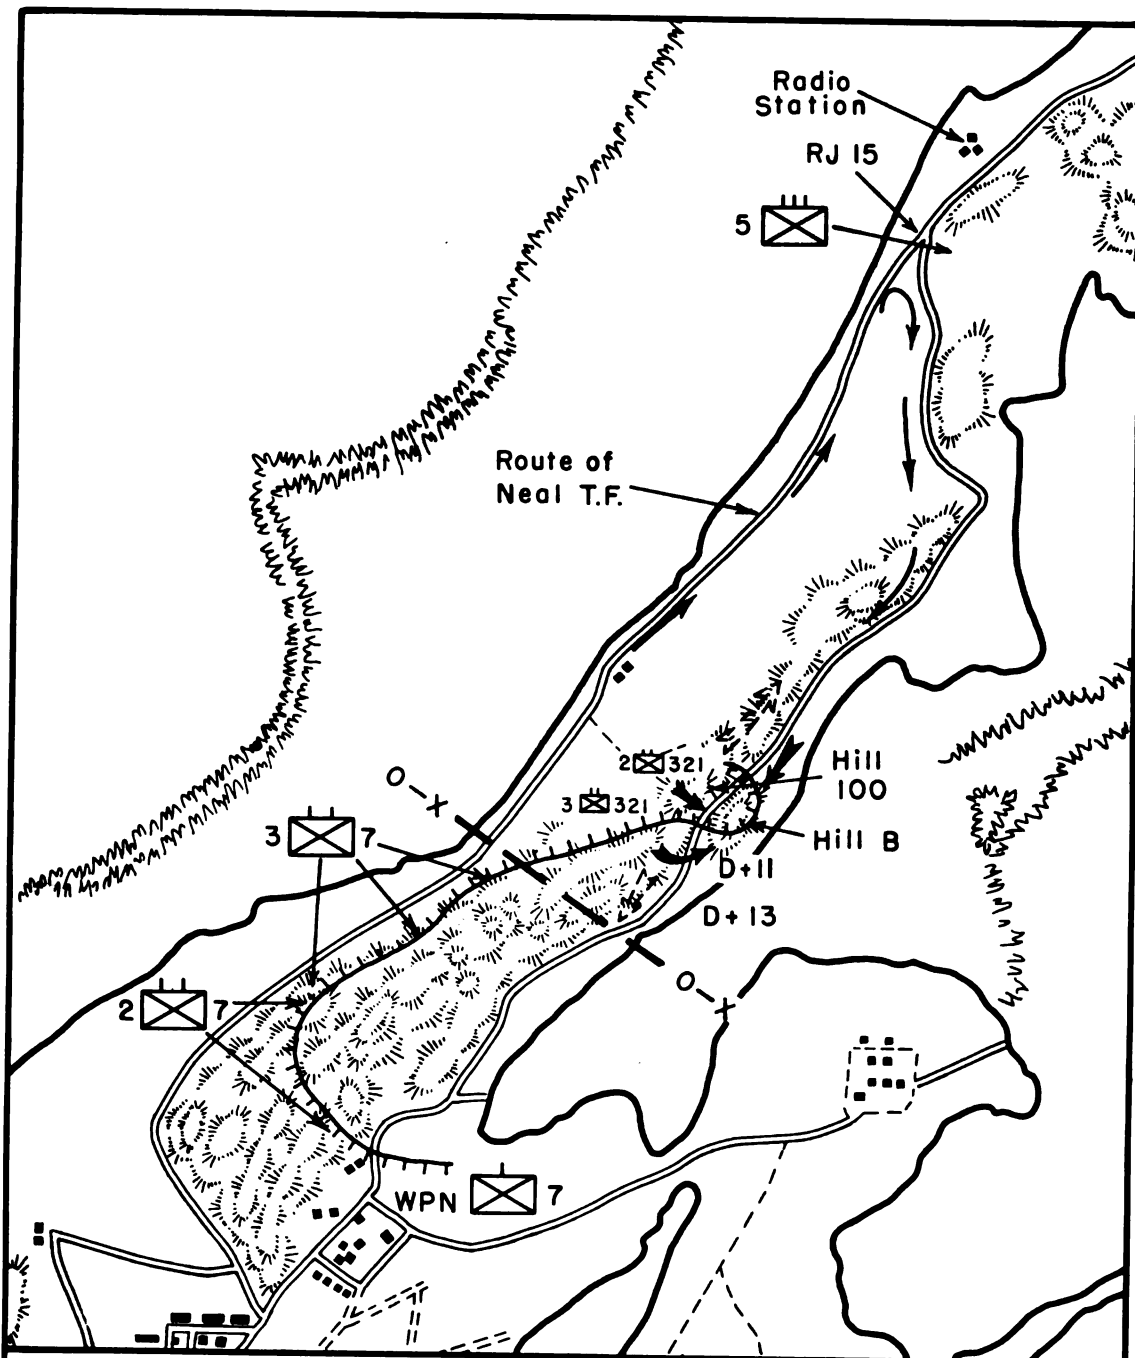 Radio
Station
RJ 15
5
Route of
Neal T.F.
2 321
Hill
100
3 321
O-X
3 7
Hill B
D+11
D+13
O-X
2 7
WPN 7